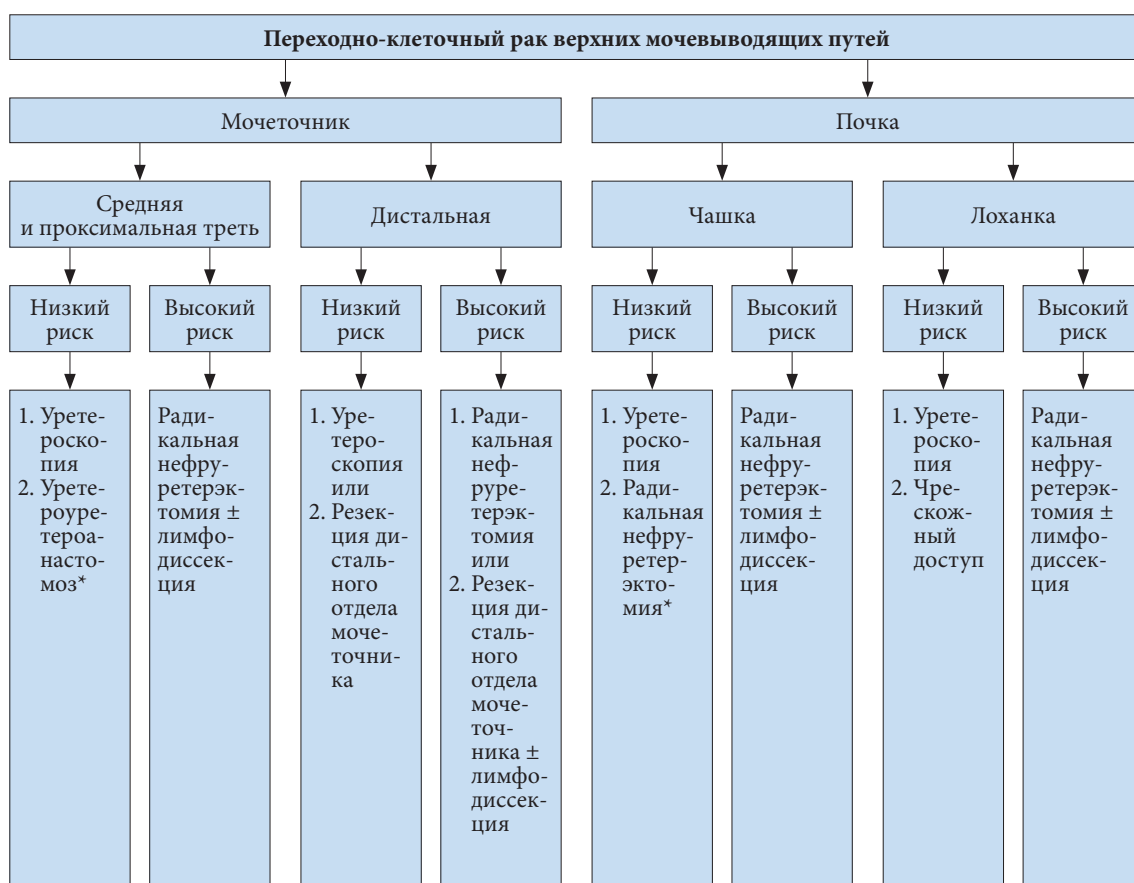 Переходно-клеточный рак верхних мочевыводящих путей
Мочеточник
Почка
Средняя
и проксимальная треть
Дистальная
Чашка
Лоханка
Низкий
риск
Высокий
риск
Низкий
риск
Высокий
риск
Низкий
риск
Высокий
риск
Низкий
риск
Высокий
риск
1. Урете-
роско-
пия
2. Урете-
роуре-
тероа-
насто-
моз*
Ради-
кальная
нефру-
ретерэк-
томия ±
лимфо-
диссек-
ция
1. Уре-
теро-
скопия
или
2. Резек-
ция ди-
сталь-
ного
отдела
моче-
точни-
ка
1. Ради-
кальная
неф-
руре-
терэк-
томия
или
2. Резек-
ция ди-
сталь-
ного
отдела
моче-
точ-
ника ±
лимфо-
диссек-
ция
1. Урете-
роско-
пия
2. Ради-
кальная
нефру-
ретер-
экто-
мия*
Ради-
кальная
нефру-
ретерэк-
томия ±
лимфо-
диссек-
ция
1. Урете-
роско-
пия
2. Чре-
скож-
ный
доступ
Ради-
кальная
нефру-
ретерэк-
томия ±
лимфо-
диссек-
ция